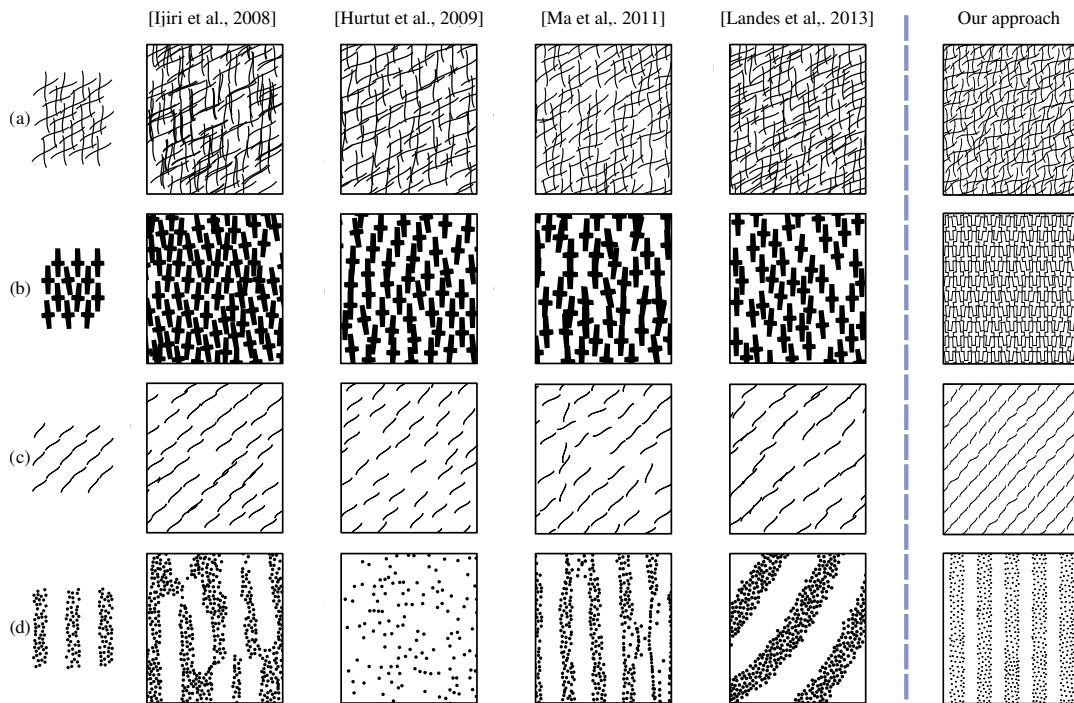 [Ijiri et al., 2008] [Hurtut et al., 2009] [Ma et al,. 2011] [Landes et al,. 2013] Our approach
(a)
(b)
(c)
(d)